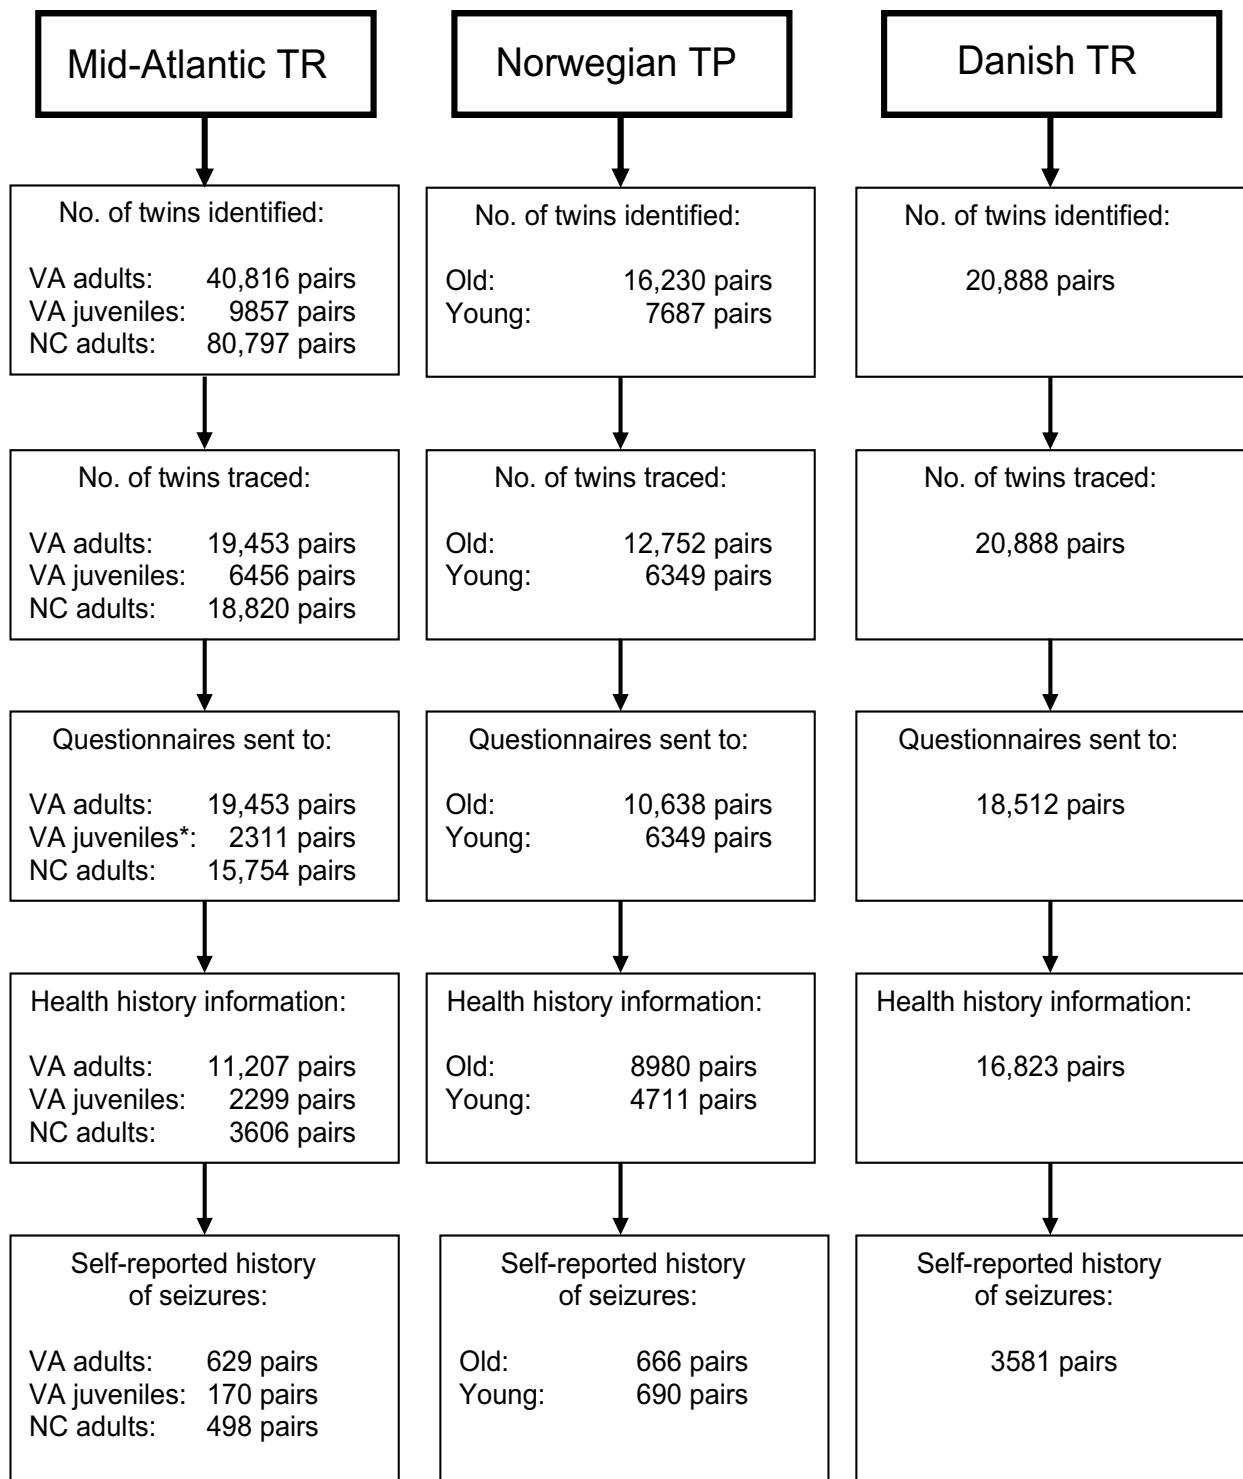 Mid-Atlantic TR
Norwegian TP
Danish TR
No. of twins identified:
VA adults: 40,816 pairs
VA juveniles: 9857 pairs
NC adults: 80,797 pairs
No. of twins identified:
Old: 16,230 pairs
Young: 7687 pairs
No. of twins identified:
20,888 pairs
No. of twins traced:
VA adults: 19,453 pairs
VA juveniles: 6456 pairs
NC adults: 18,820 pairs
No. of twins traced:
Old: 12,752 pairs
Young: 6349 pairs
No. of twins traced:
20,888 pairs
Questionnaires sent to:
VA adults: 19,453 pairs
VA juveniles*: 2311 pairs
NC adults: 15,754 pairs
Questionnaires sent to:
Old: 10,638 pairs
Young: 6349 pairs
Questionnaires sent to:
18,512 pairs
Health history information:
VA adults: 11,207 pairs
VA juveniles: 2299 pairs
NC adults: 3606 pairs
Health history information:
Old: 8980 pairs
Young: 4711 pairs
Health history information:
16,823 pairs
Self-reported history
of seizures:
VA adults: 629 pairs
VA juveniles: 170 pairs
NC adults: 498 pairs
Self-reported history
of seizures:
Old: 666 pairs
Young: 690 pairs
Self-reported history
of seizures:
3581 pairs